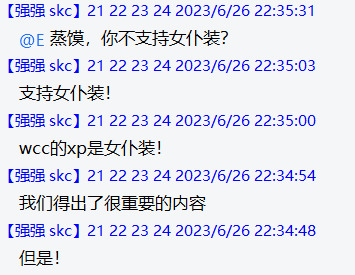 【强强 skc】21 22 23 24 2023/6/26 22:35:31
@E 蒸馍，你不支持女仆装？
【强强 skc】21 22 23 24 2023/6/26 22:35:03
支持女仆装！
【强强 skc】21 22 23 24 2023/6/26 22:35:00
wcc的xp是女仆装！
【强强 skc】21 22 23 24 2023/6/26 22:34:54
我们得出了很重要的内容
【强强 skc】21 22 23 24 2023/6/26 22:34:48
但是！